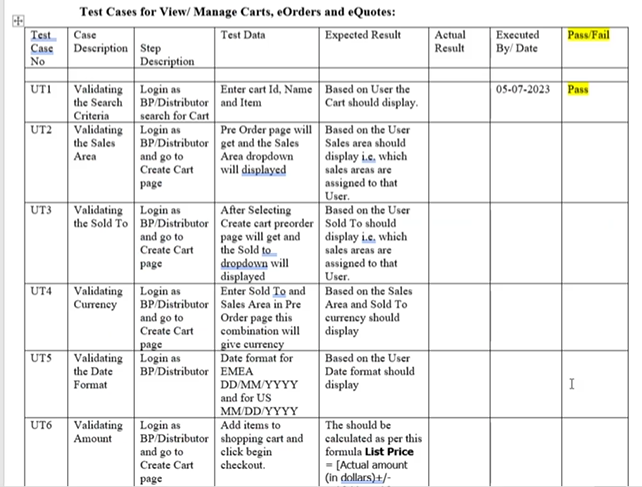 Test Cases for View/ Manage Carts, eOrders and eQuotes:
Test Case No
Case Description
Step Description
Test Data
Expected Result
Actual Result
Executed By/ Date
Pass/Fail
UT1
Validating the Search Criteria
Login as BP/Distributor search for Cart
Enter cart Id, Name and Item
Based on User the Cart should display.
05-07-2023
Pass
UT2
Validating the Sales Area
Login as BP/Distributor and go to Create Cart page
Pre Order page will get and the Sales Area dropdown will displayed
Based on the User Sales area should display i.e. which sales areas are assigned to that User.
UT3
Validating the Sold To
Login as BP/Distributor and go to Create Cart page
After Selecting Create cart preorder page will get and the Sold to dropdown will displayed
Based on the User Sold To should display i.e. which sales areas are assigned to that User.
UT4
Validating Currency
Login as BP/Distributor and go to Create Cart page
Enter Sold To and Sales Area in Pre Order page this combination will give currency
Based on the Sales Area and Sold To currency should display
UT5
Validating the Date Format
Login as BP/Distributor
Date format for EMEA DD/MM/YYYY and for US MM/DD/YYYY
Based on the User Date format should display
UT6
Validating Amount
Login as BP/Distributor and go to Create Cart page
Add items to shopping cart and click begin checkout.
The should be calculated as per this formula List Price = [Actual amount (in dollars)+/-